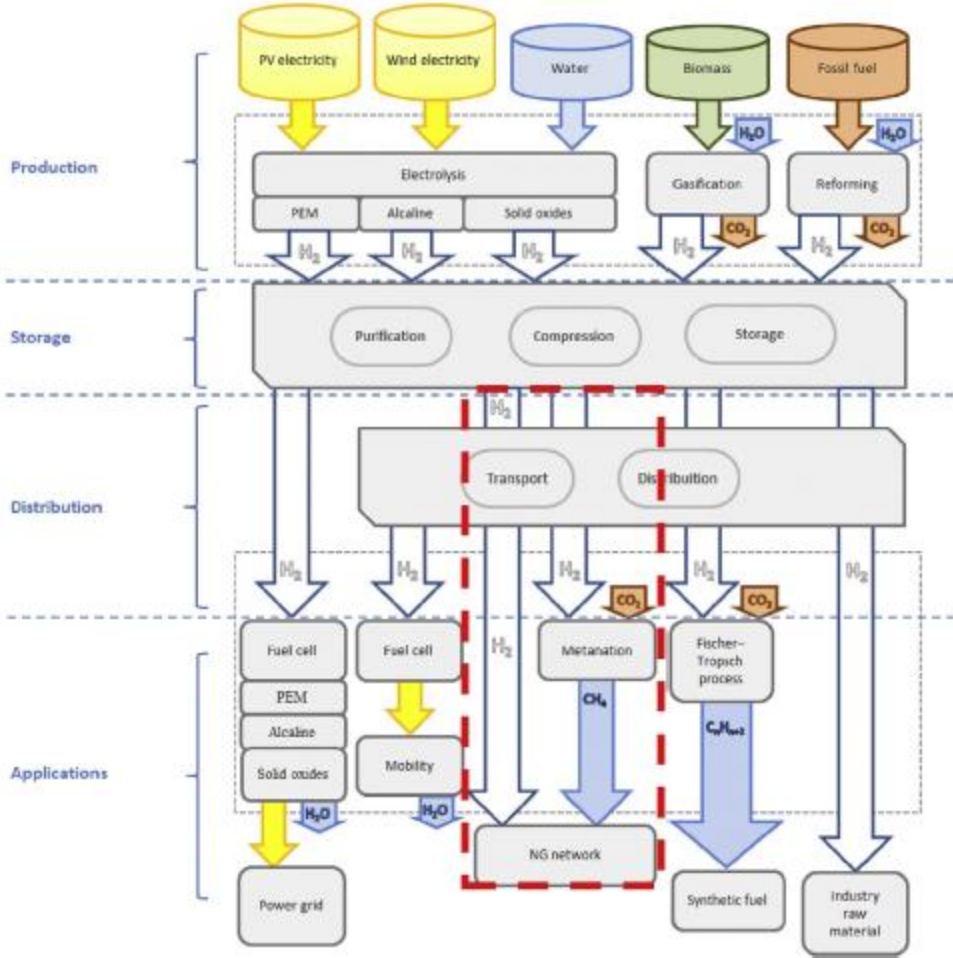 PV electricity
Wind electricity
Water
Biomass
Fossil fuel
H₂O
H₂O
Production
Electrolysis
Gasification
Reforming
PEM
Alcaline
Solid oxides
CO₂
CO₂
H₂
H₂
H₂
H₂
H₂
Storage
Purification
Compression
Storage
H₂
Distribution
Transport
Distribuition
H₂
H₂
H₂
H₂
CO₂
CO₂
Fuel cell
Fuel cell
H₂
Metanation
Fischer–
Tropsch
process
PEM
CH₄
Alcaline
CₙHₙ₊₂
Applications
Solid oxides
Mobility
H₂O
H₂O
NG network
Power grid
Synthetic fuel
Industry
raw
material